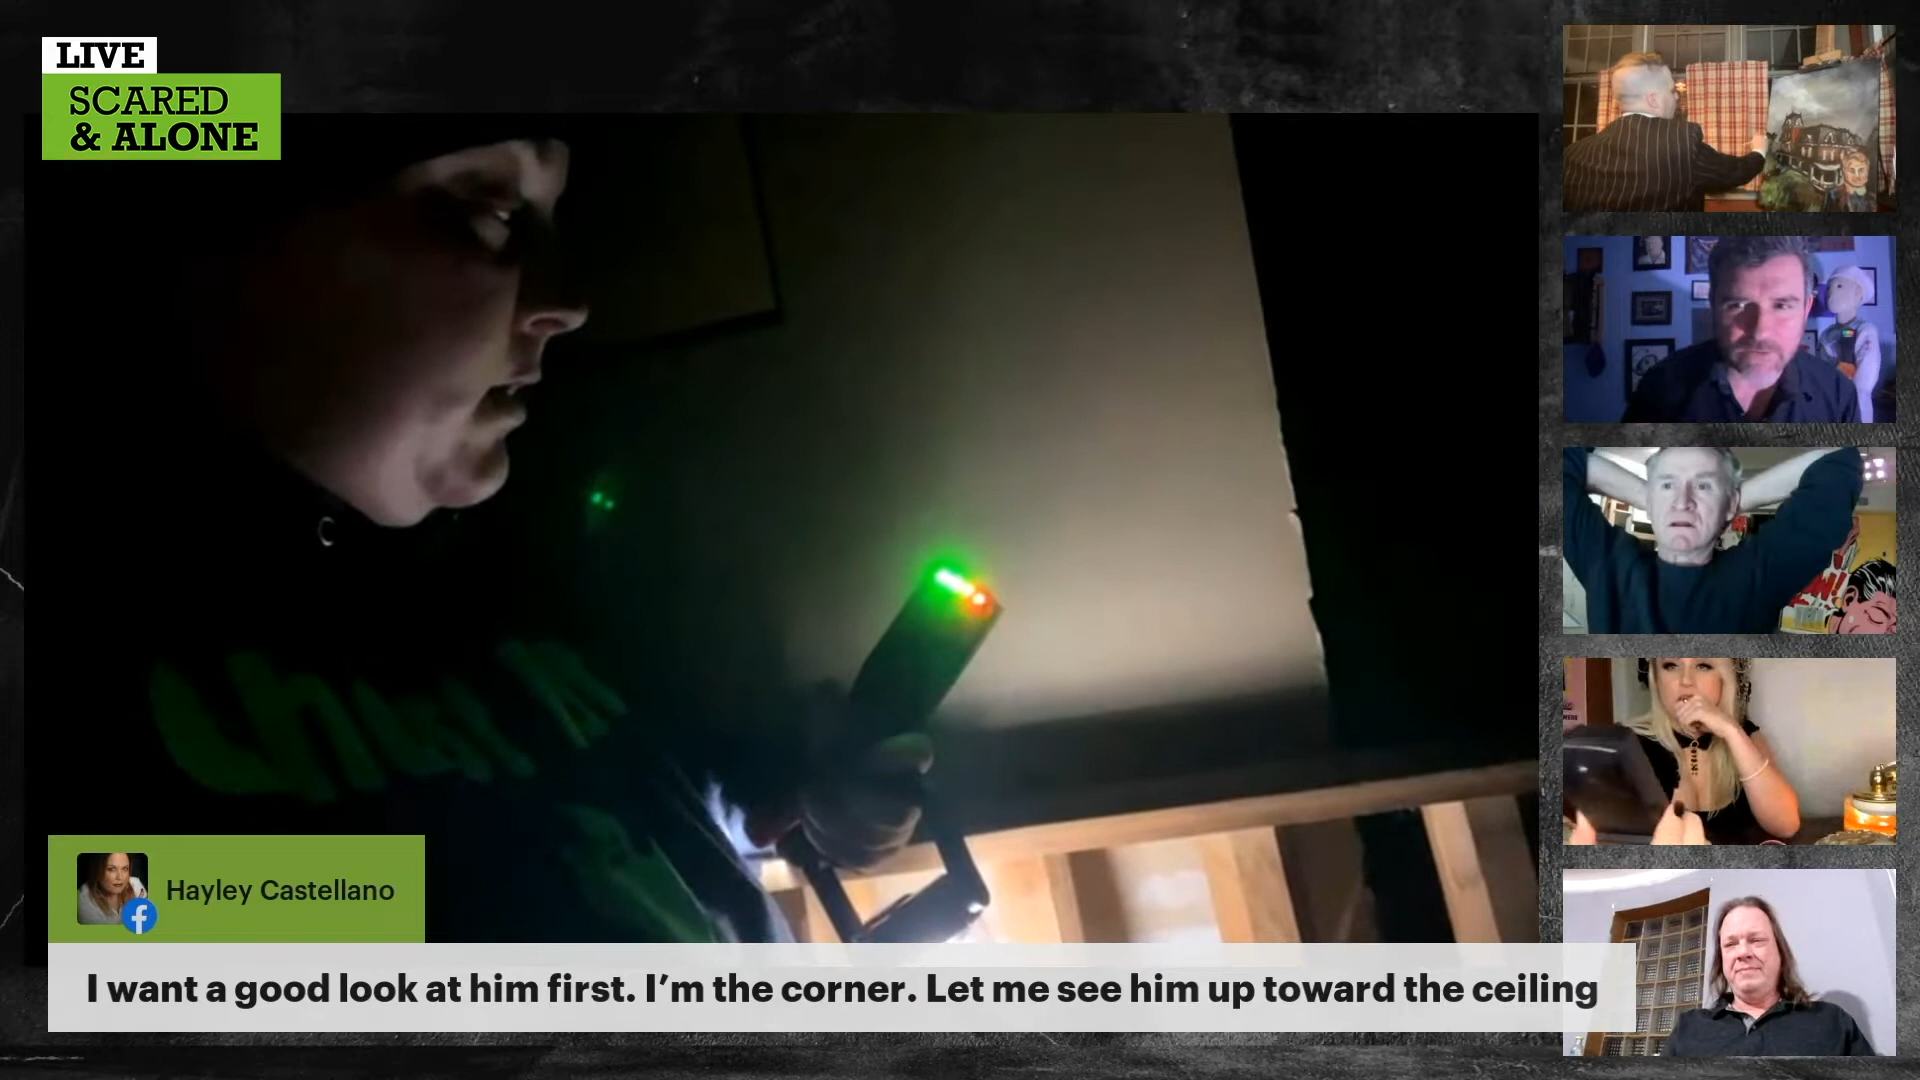 LIVE
SCARED
& ALONE
Hayley Castellano
I want a good look at him first. I'm the corner. Let me see him up toward the ceiling